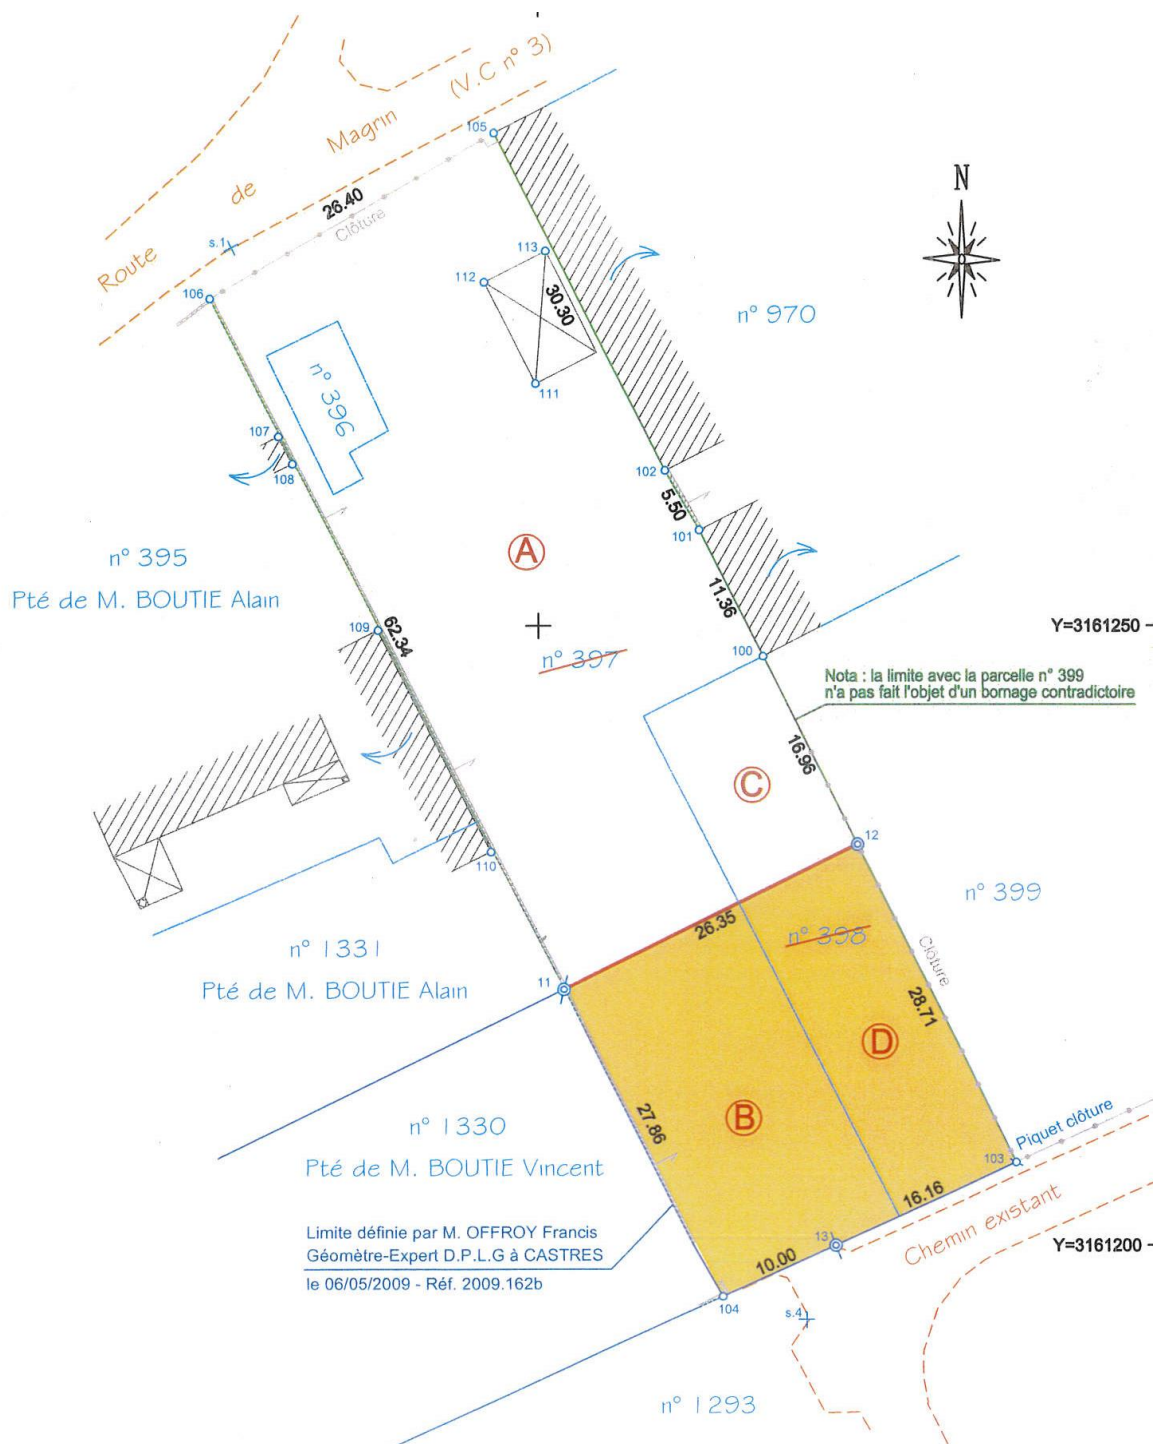 (V.C n° 3)
Magrin
de
Route
105
N
26.40
Clôture
s.1
113
112
106
30.30
n° 970
n° 396
111
107
108
102
5.50
101
A
n° 395
Pté de M. BOUTIE Alain
11.36
109
62.34
Y=3161250
n° 397
100
Nota : la limite avec la parcelle n° 399
n'a pas fait l'objet d'un bornage contradictoire
16.96
C
12
110
n° 399
26.35
n° 398
Clôture
n° 1331
Pté de M. BOUTIE Alain
11
28.71
D
B
27.86
n° 1330
Pté de M. BOUTIE Vincent
Piquet clôture
103
16.16
Chemin existant
Limite définie par M. OFFROY Francis
Géomètre-Expert D.P.L.G à CASTRES
le 06/05/2009 - Réf. 2009.162b
13
10.00
Y=3161200
104
s.4
n° 1293